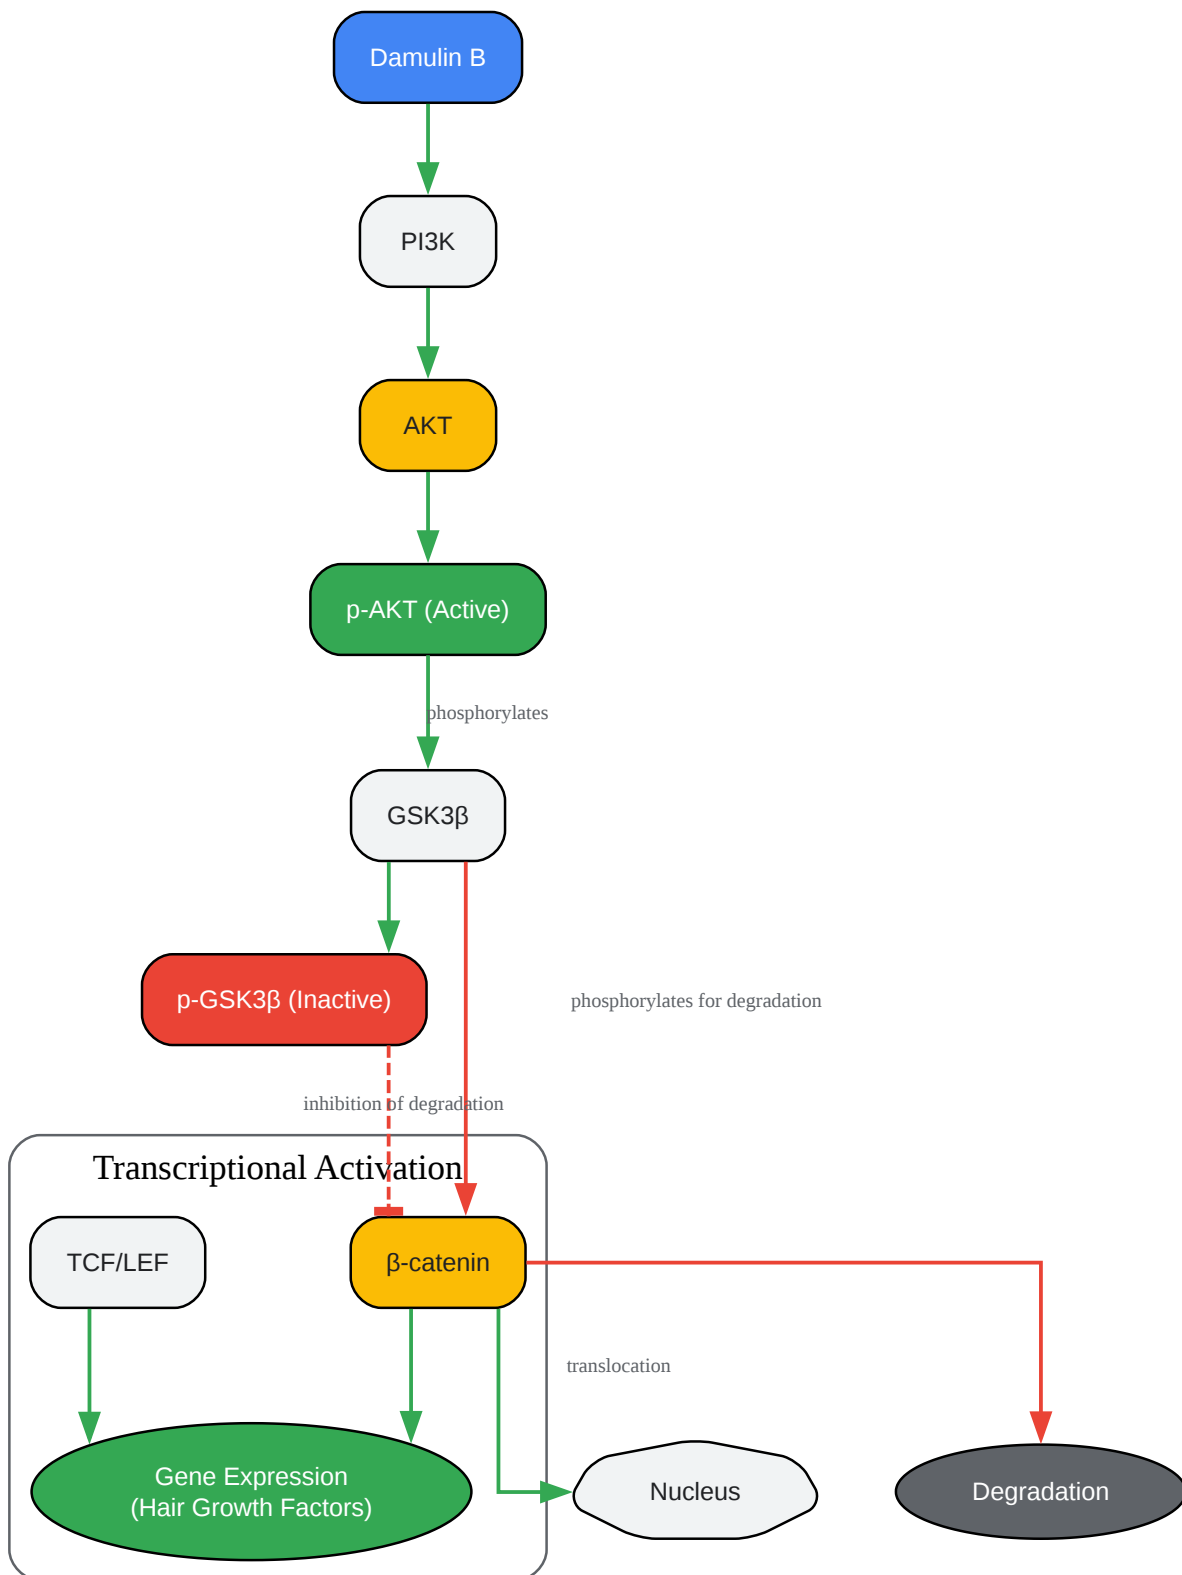 Damulin B
PI3K
AKT
p-AKT (Active)
phosphorylates
GSK3β
p-GSK3β (Inactive)
phosphorylates for degradation
inhibition of degradation
Transcriptional Activation
TCF/LEF
β-catenin
translocation
Gene Expression
(Hair Growth Factors)
Nucleus
Degradation